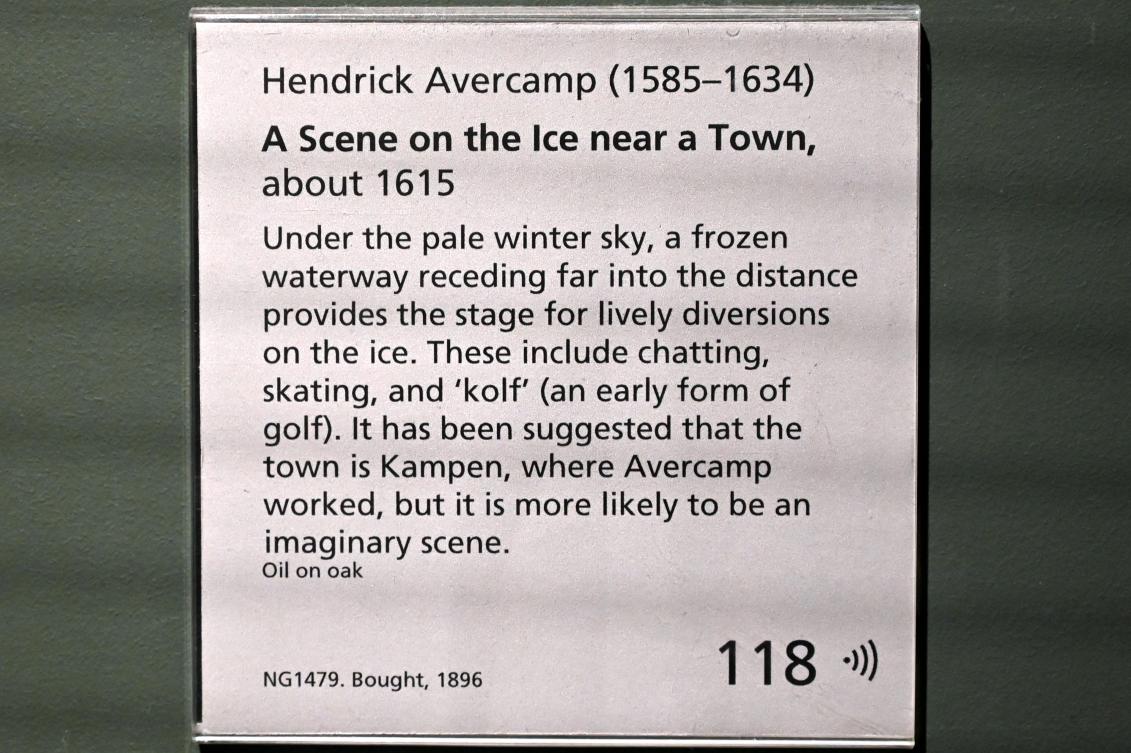 Hendrick Avercamp (1585–1634)
A Scene on the Ice near a Town,
about 1615
Under the pale winter sky, a frozen
waterway receding far into the distance
provides the stage for lively diversions
on the ice. These include chatting,
skating, and ‘kolf’ (an early form of
golf). It has been suggested that the
town is Kampen, where Avercamp
worked, but it is more likely to be an
imaginary scene.
Oil on oak
NG1479. Bought, 1896
118